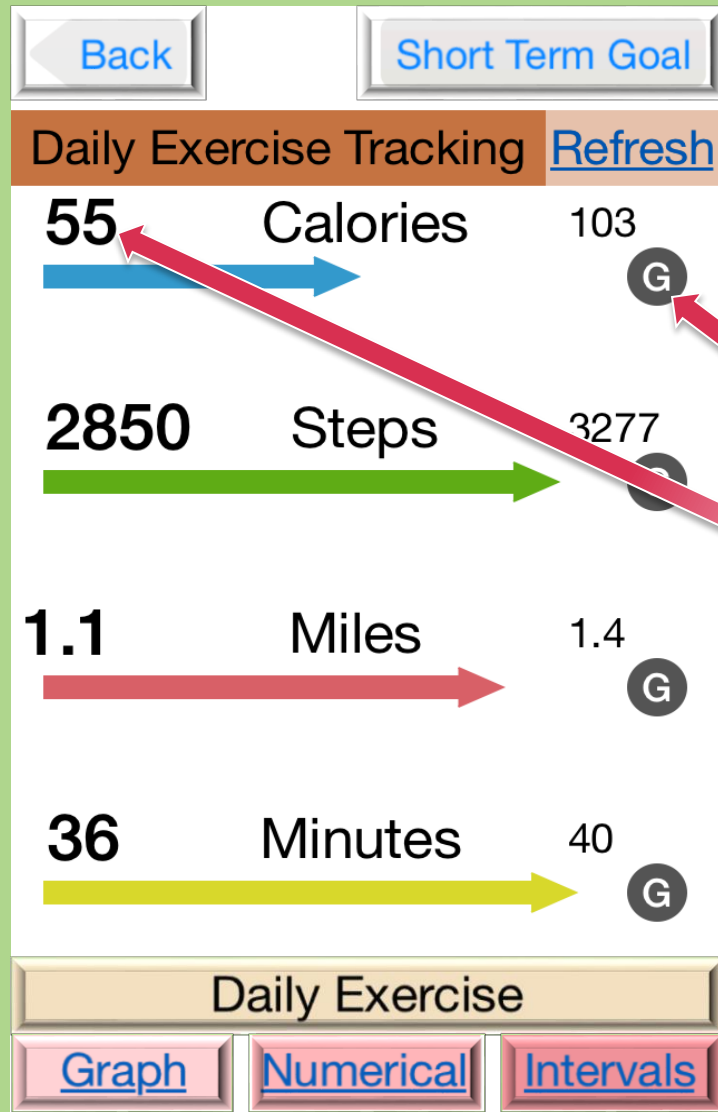 Back Short Term Goal
Daily Exercise Tracking Refresh
55 Calories 103
G
2850 Steps 3277
G
1.1 Miles 1.4
G
36 Minutes 40
G
Daily Exercise
Graph Numerical Intervals